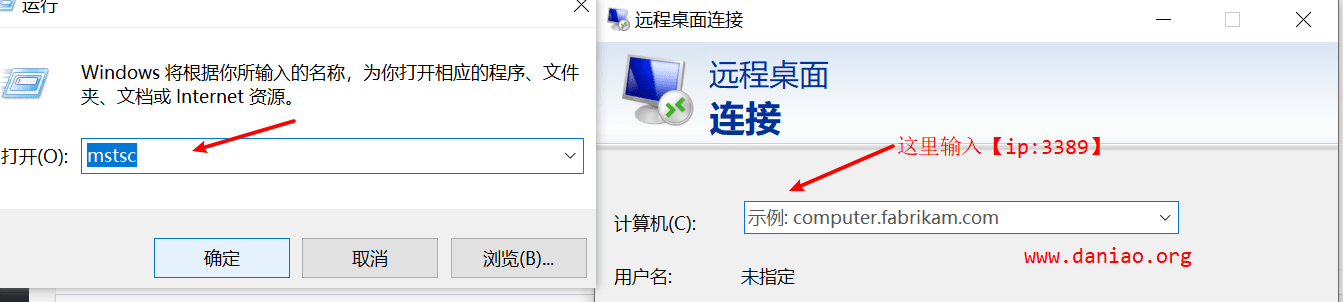 运行
Windows 将根据你所输入的名称，为你打开相应的程序、文件
夹、文档或 Internet 资源。
打开(O):
mstsc
确定
取消
浏览(B)...
远程桌面连接
远程桌面
连接
这里输入【ip:3389】
计算机(C):
示例: computer.fabrikam.com
www.daniao.org
用户名:
未指定